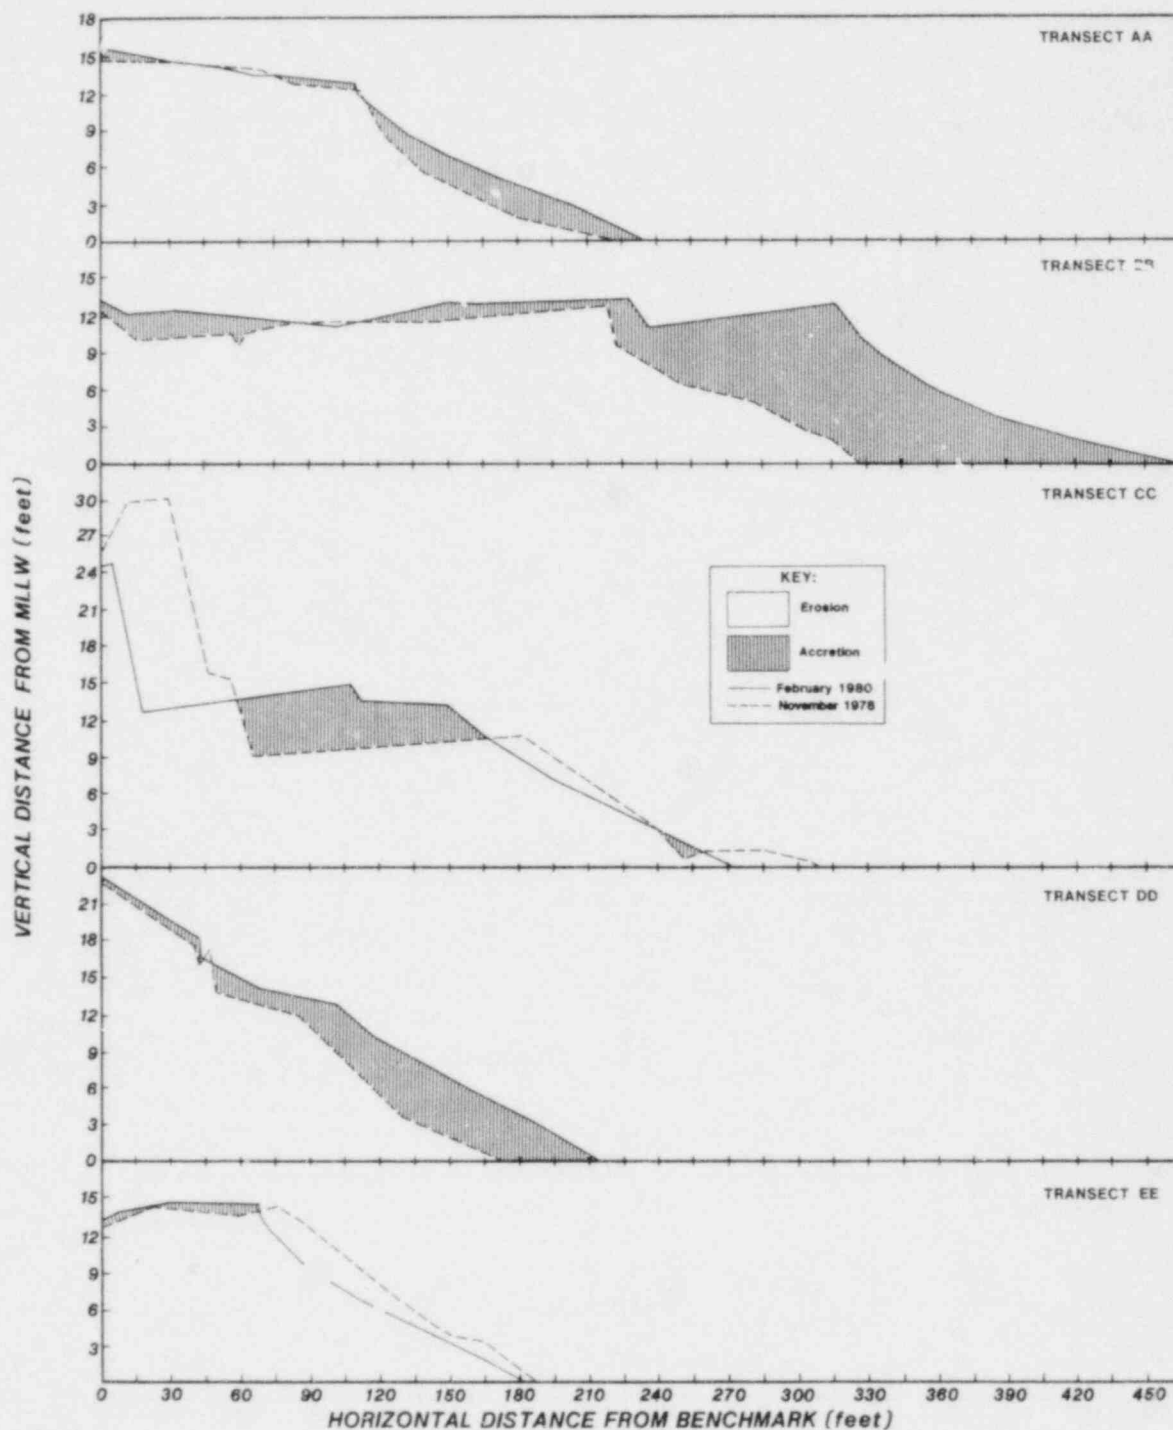 18
TRANSECT AA
15
12
9
6
3
0
TRANSECT
15
12
9
6
3
0
TRANSECT CC
30
27
24
21
18
15
12
9
6
3
0
KEY:
Erosion
Accretion
February 1980
November 1978
VERTICAL DISTANCE FROM MLLW (feet)
TRANSECT DD
21
18
15
12
9
6
3
0
TRANSECT EE
15
12
9
6
3
0 30 60 90 120 150 180 210 240 270 300 330 360 390 420 450
HORIZONTAL DISTANCE FROM BENCHMARK (feet)